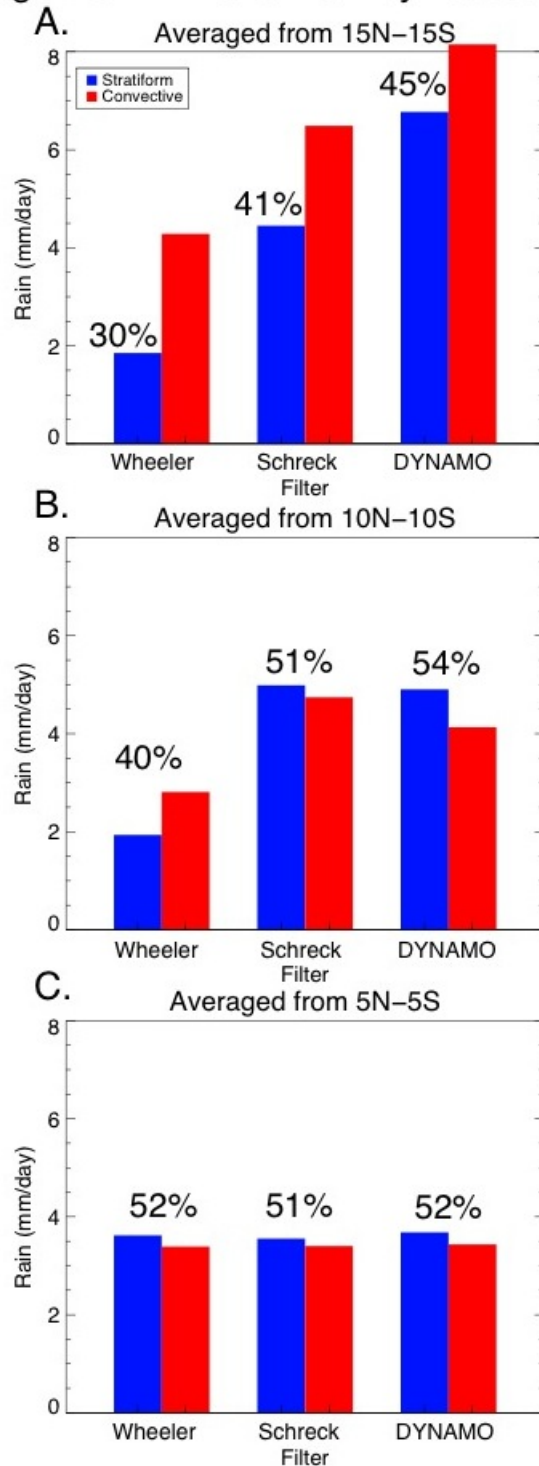 A.
Averaged from 15N–15S
8
Stratiform
Convective
45%
6
41%
4
30%
2
0
Rain (mm/day)
Wheeler Schreck DYNAMO
Filter
B.
Averaged from 10N–10S
8
6
51% 54%
4
40%
2
0
Rain (mm/day)
Wheeler Schreck DYNAMO
Filter
C.
Averaged from 5N–5S
8
6
52% 51% 52%
4
2
0
Rain (mm/day)
Wheeler Schreck DYNAMO
Filter